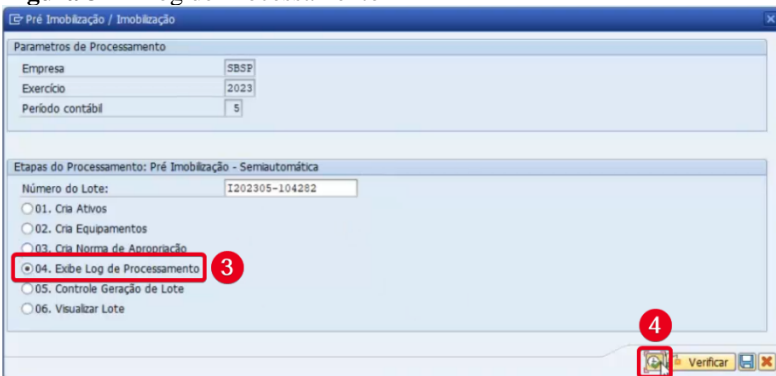 Pré Imobilização / Imobilização
Parametros de Processamento
Empresa SBSP
Exercício 2023
Período contábil 5
Etapas do Processamento: Pré Imobilização - Semiautomática
Número do Lote: I202305-104282
01. Cria Ativos
02. Cria Equipamentos
03. Cria Norma de Apropriação
04. Exibe Log de Processamento 3
05. Controle Geração de Lote
06. Visualizar Lote
4
Verificar